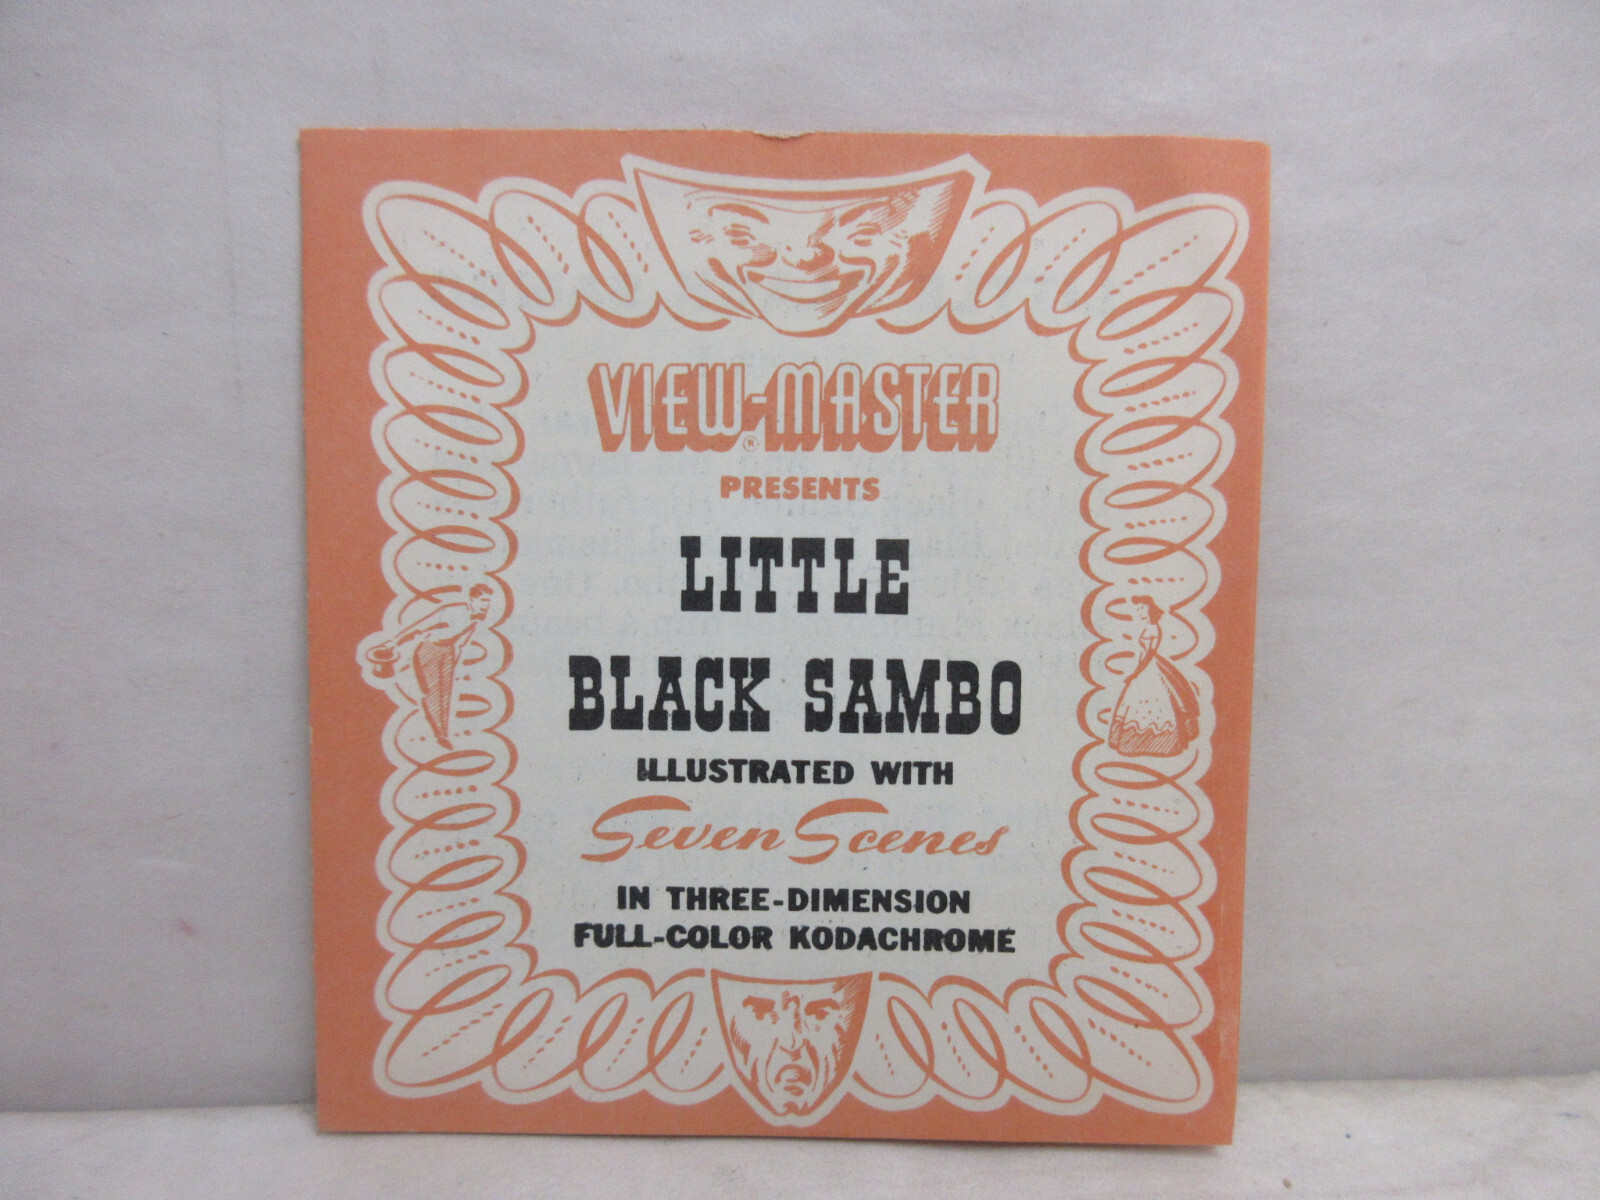 VIEW-MASTER
®
PRESENTS
LITTLE
BLACK SAMBO
ILLUSTRATED WITH
Seven Scenes
IN THREE-DIMENSION
FULL-COLOR KODACHROME